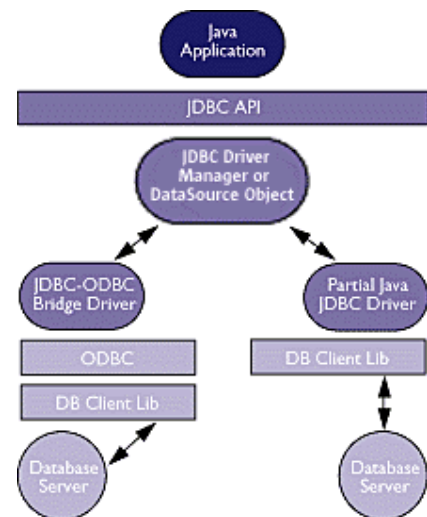 Java
Application
JDBC API
JDBC Driver
Manager or
DataSource Object
JDBC-ODBC
Bridge Driver
Partial Java
JDBC Driver
ODBC
DB Client Lib
DB Client Lib
Database
Server
Database
Server